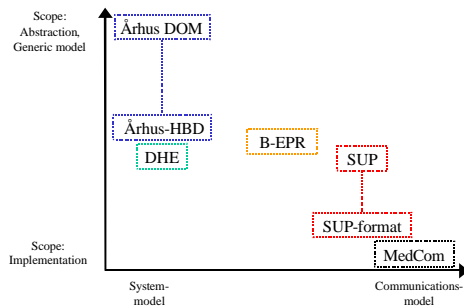 Scope:
Abstraction,
Generic model
Århus DOM
Århus-HBD
DHE
B-EPR
SUP
SUP-format
MedCom
Scope:
Implementation
System-
model
Communications-
model